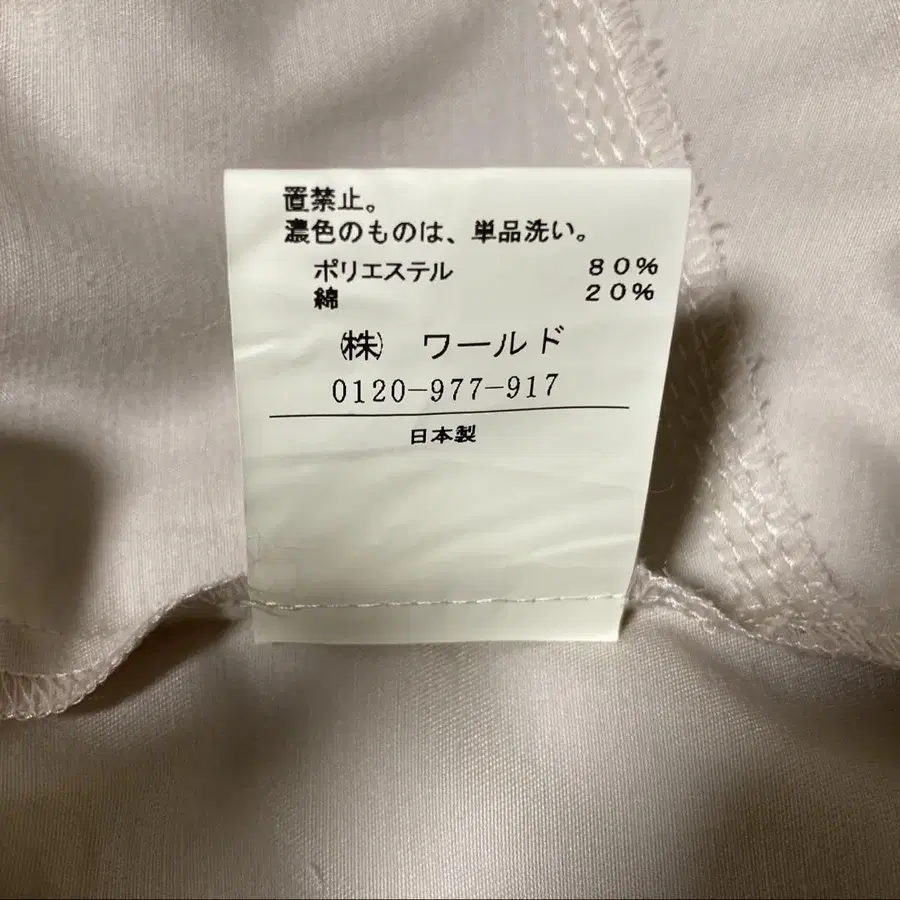 置禁止。
濃色のものは、単品洗い。
ポリエステル 80%
綿 20%
㈱ ワールド
0120-977-917
日本製